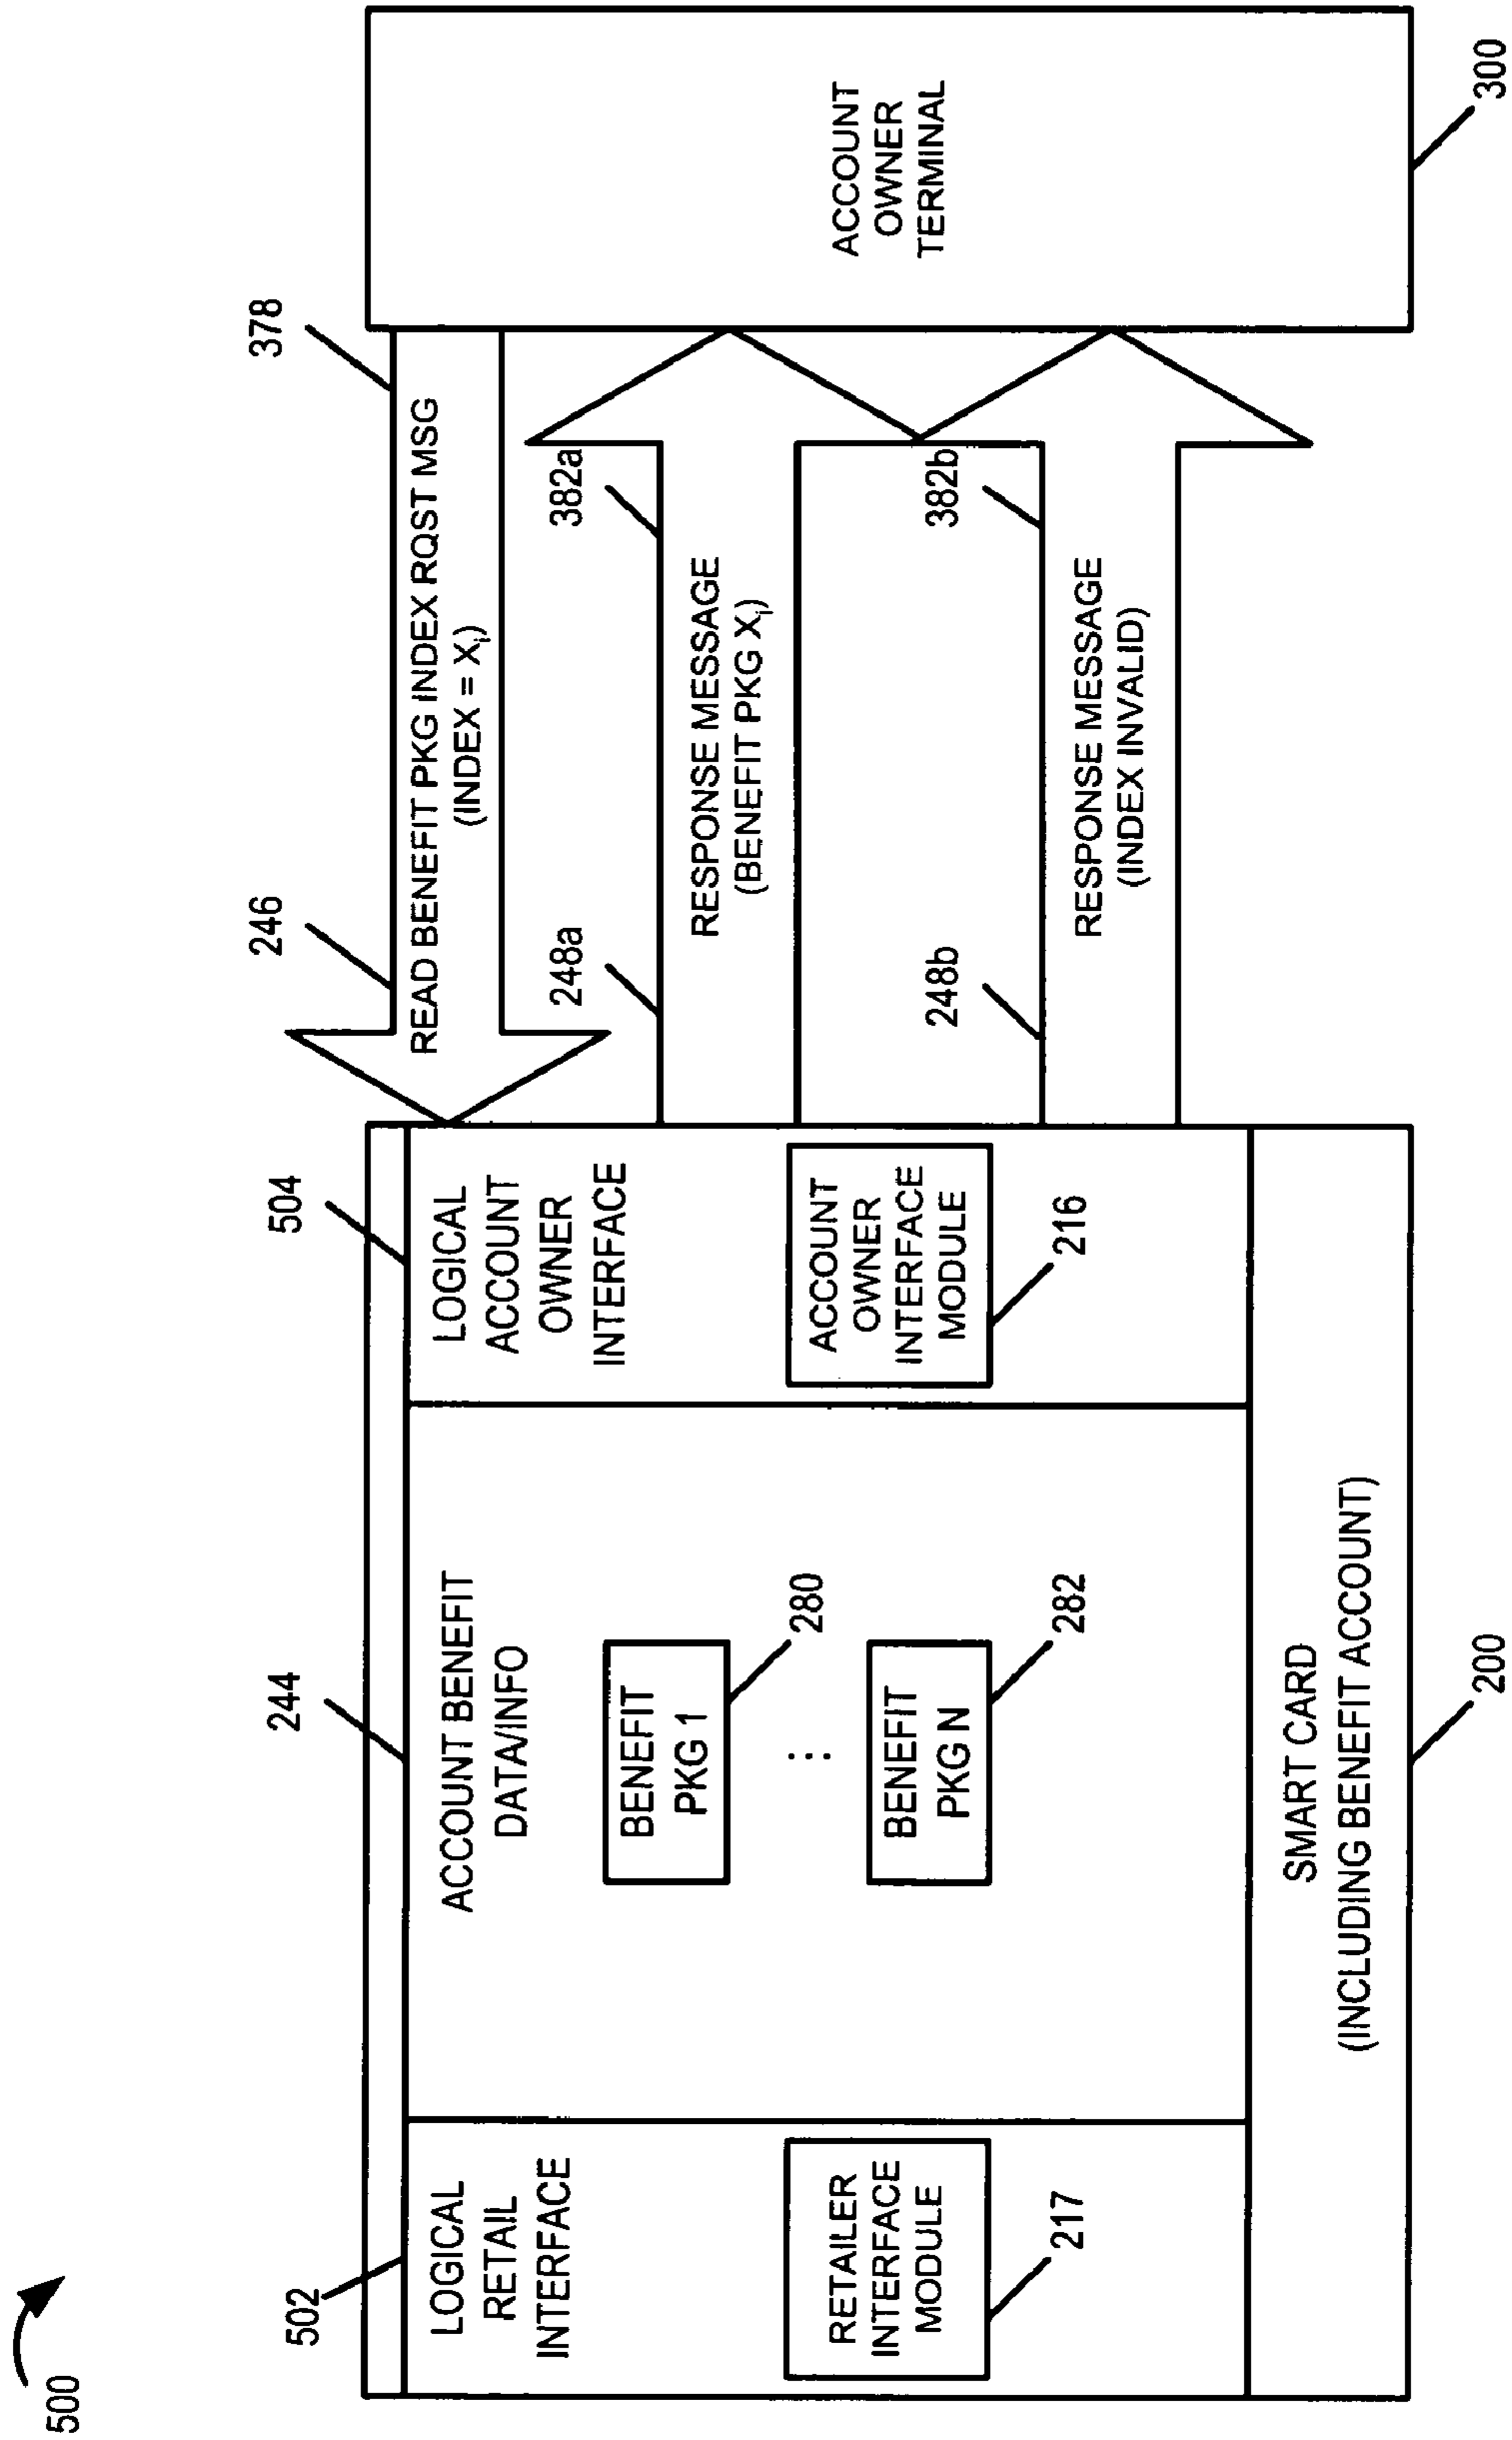 500
502
244
504
246
378
LOGICAL
RETAIL
INTERFACE
RETAILER
INTERFACE
MODULE
217
ACCOUNT BENEFIT
DATA/INFO
BENEFIT
PKG 1
280
⋮
BENEFIT
PKG N
282
LOGICAL
ACCOUNT
OWNER
INTERFACE
ACCOUNT
OWNER
INTERFACE
MODULE
216
SMART CARD
(INCLUDING BENEFIT ACCOUNT)
200
READ BENEFIT PKG INDEX RQST MSG
(INDEX = Xi)
248a
382a
RESPONSE MESSAGE
(BENEFIT PKG Xi)
248b
382b
RESPONSE MESSAGE
(INDEX INVALID)
ACCOUNT
OWNER
TERMINAL
300